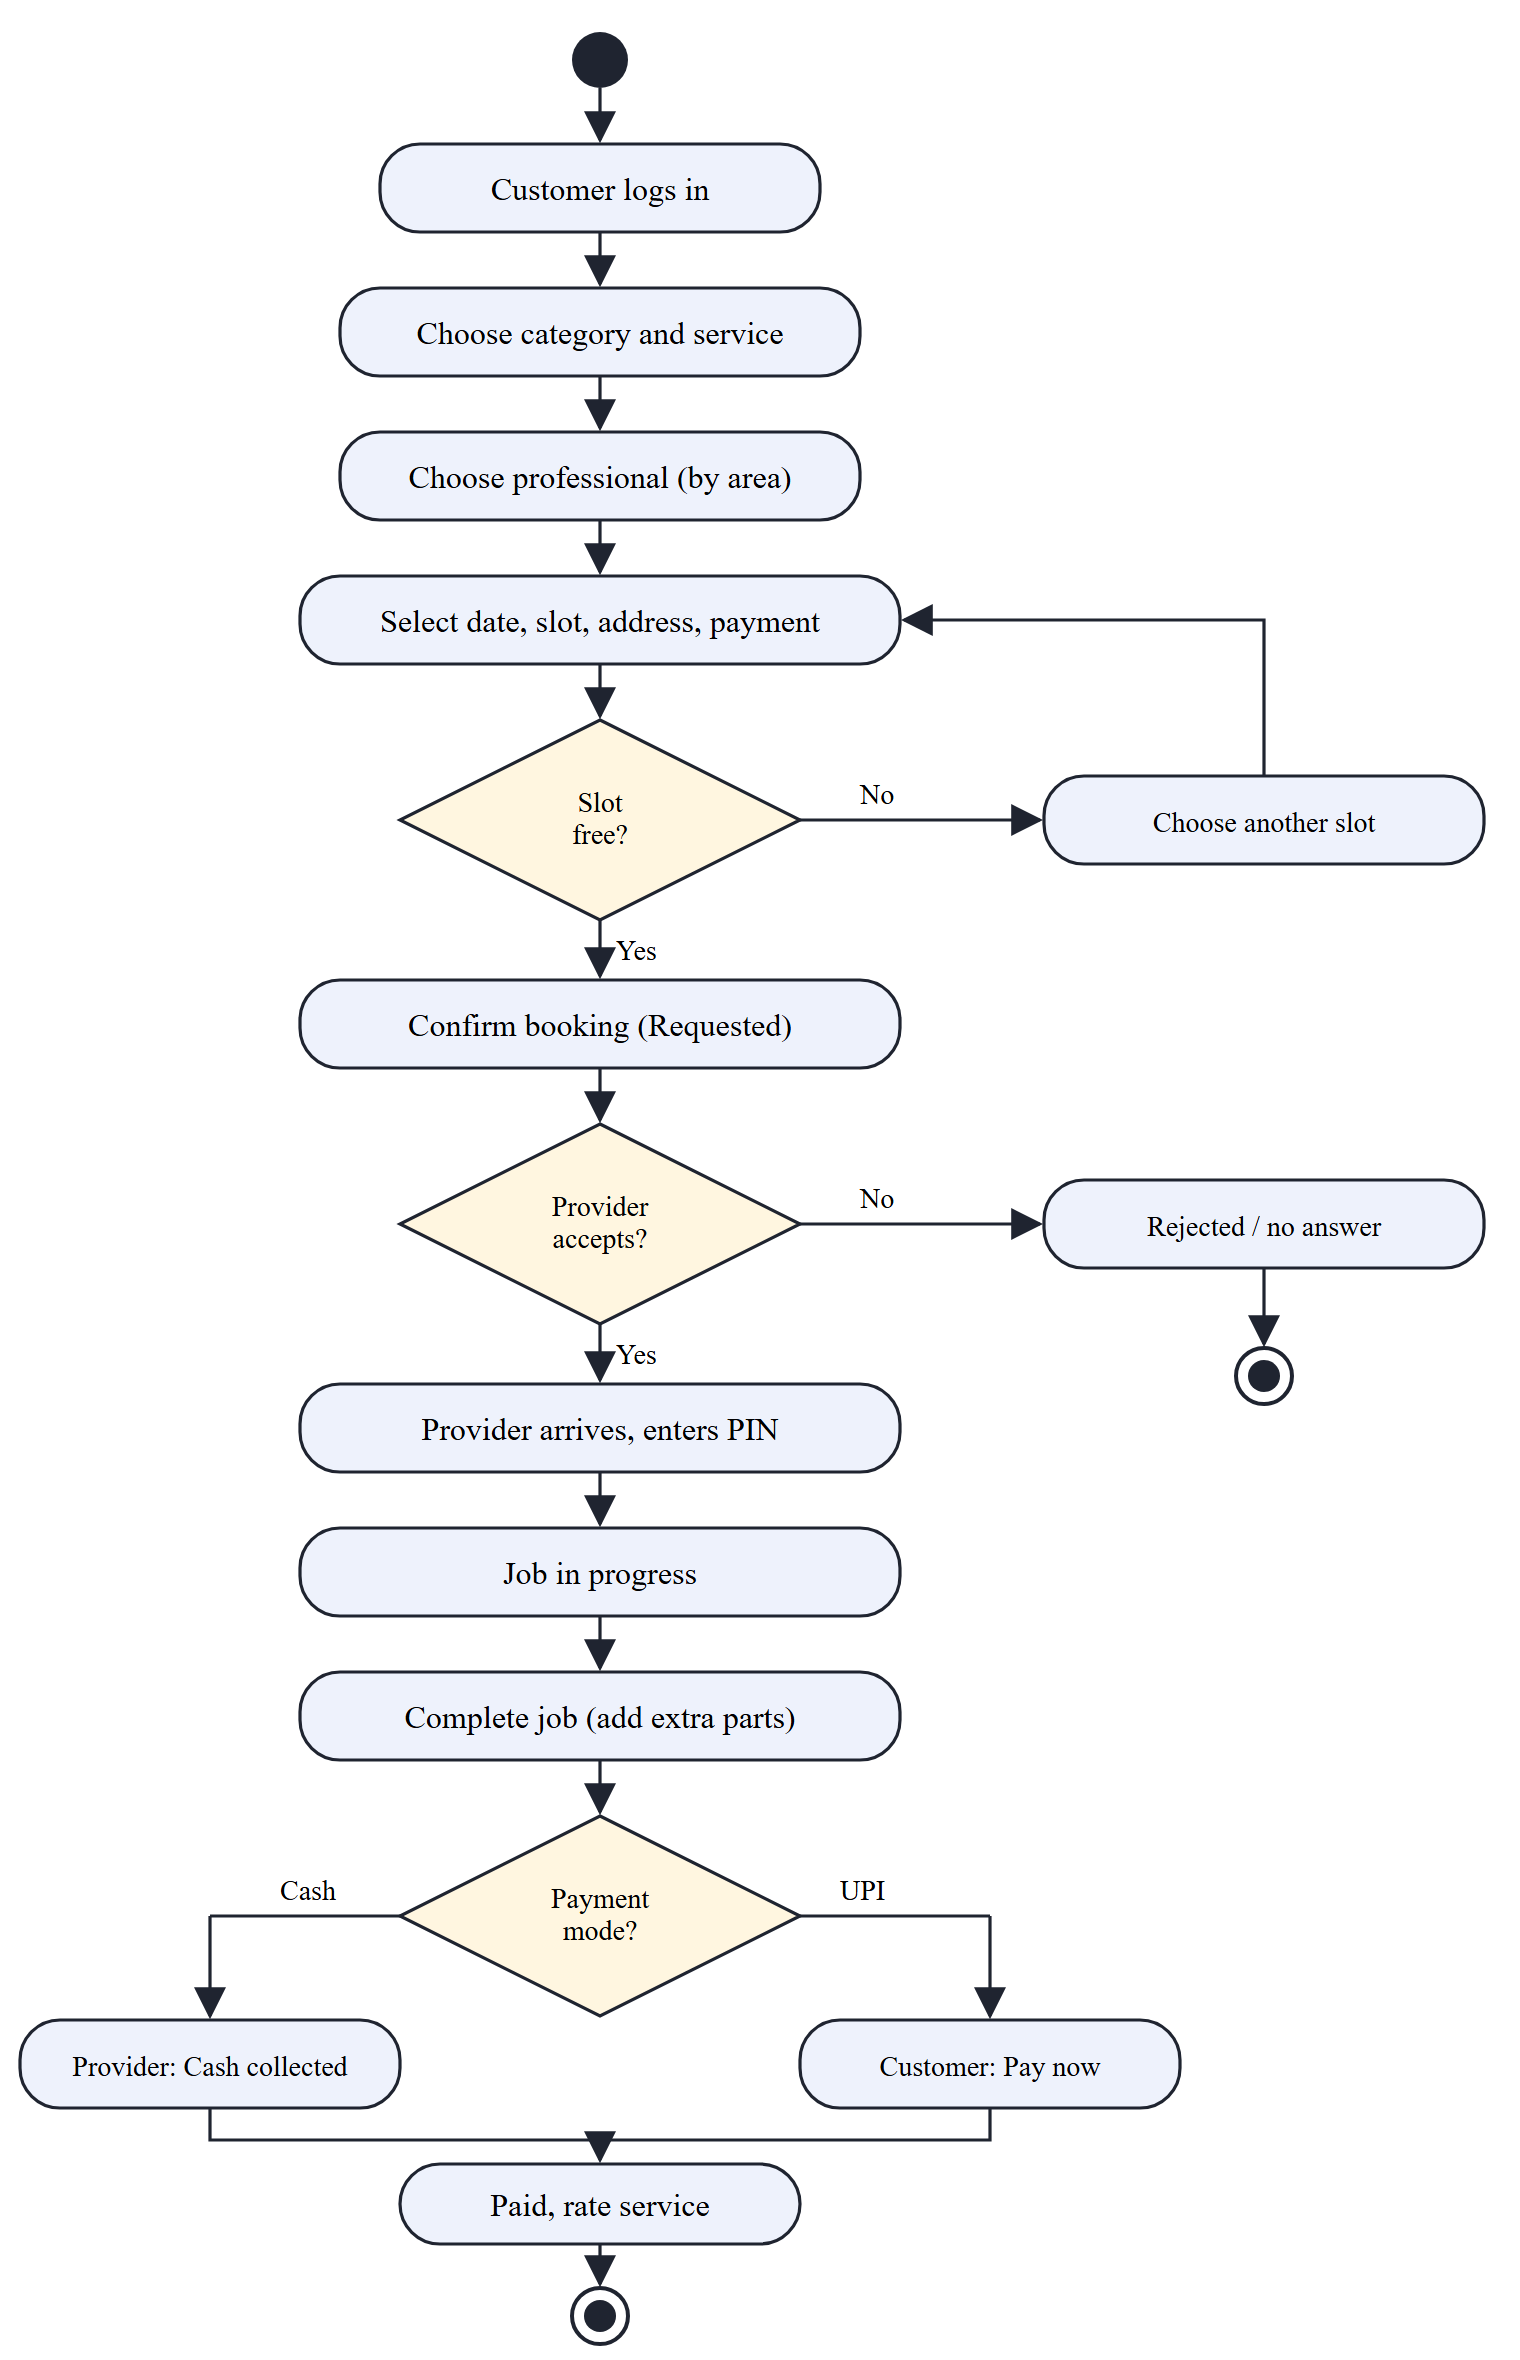 Customer logs in
Choose category and service
Choose professional (by area)
Select date, slot, address, payment
Slot
free?
No
Choose another slot
Yes
Confirm booking (Requested)
Provider
accepts?
No
Rejected / no answer
Yes
Provider arrives, enters PIN
Job in progress
Complete job (add extra parts)
Cash
Payment
mode?
UPI
Provider: Cash collected
Customer: Pay now
Paid, rate service